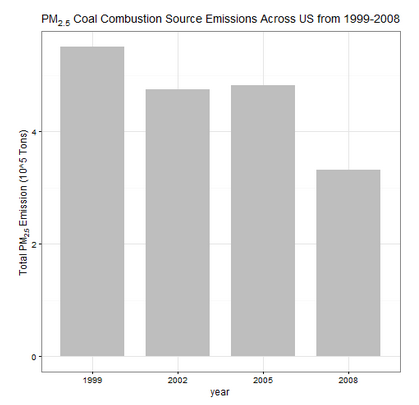 PM2.5 Coal Combustion Source Emissions Across US from 1999-2008
Total PM2.5 Emission (10^5 Tons)
4
2
0
1999 2002 2005 2008
year